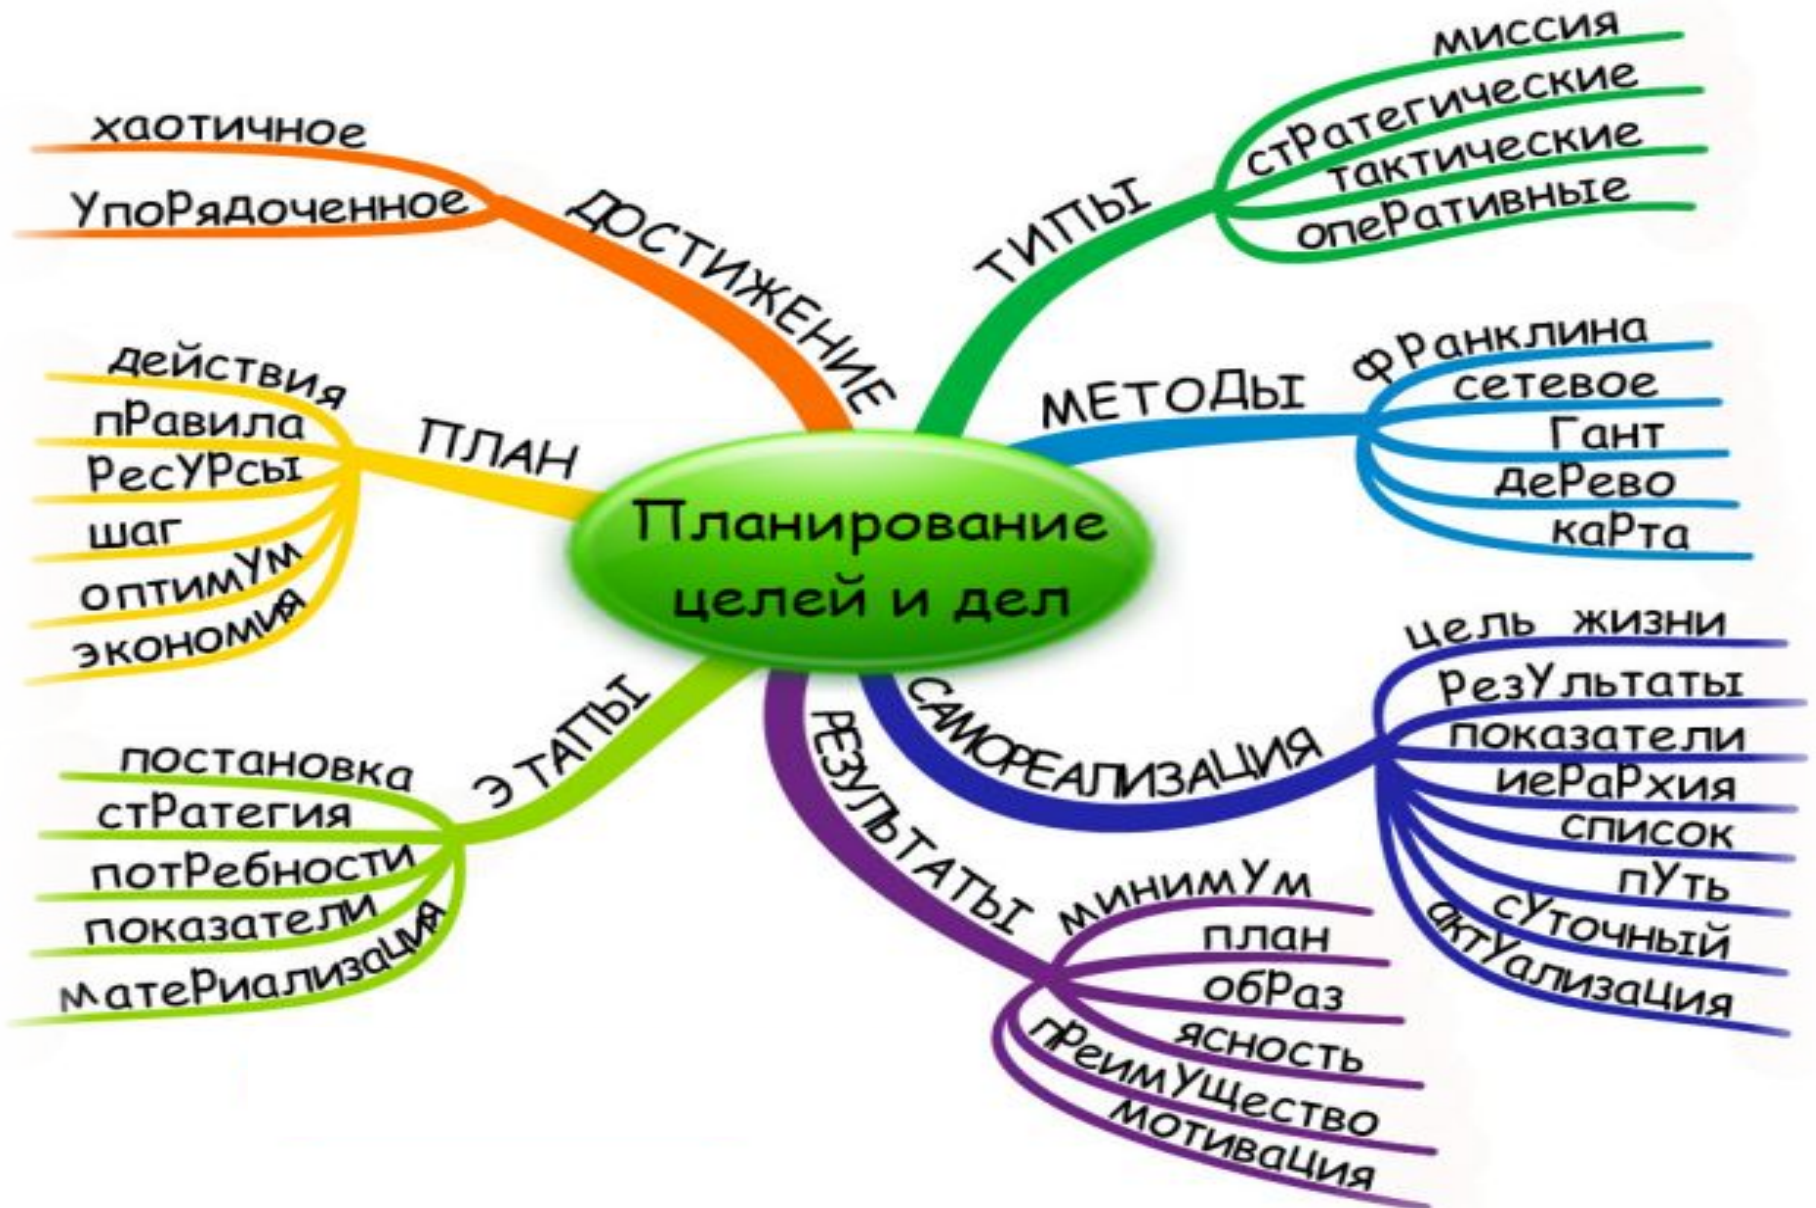 Планирование
целей и дел
ТИПЫ
миссия
стратегические
тактические
оперативные
МЕТОДЫ
франклина
сетевое
Гант
дерево
карта
САМОРЕАЛИЗАЦИЯ
цель жизни
результаты
показатели
иерархия
список
путь
суточный
актуализация
РЕЗУЛЬТАТЫ
минимум
план
образ
ясность
преимущество
мотивация
ЭТАПЫ
постановка
стратегия
потребности
показатели
материализация
ПЛАН
действия
правила
ресурсы
шаг
оптимум
экономия
ДОСТИЖЕНИЕ
хаотичное
упорядоченное